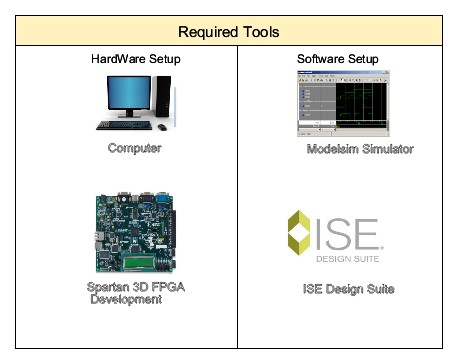 Required Tools
HardWare Setup
Software Setup
Computer
Modelsim Simulator
ISE®
DESIGN SUITE
Spartan 3D FPGA
Development
ISE Design Suite